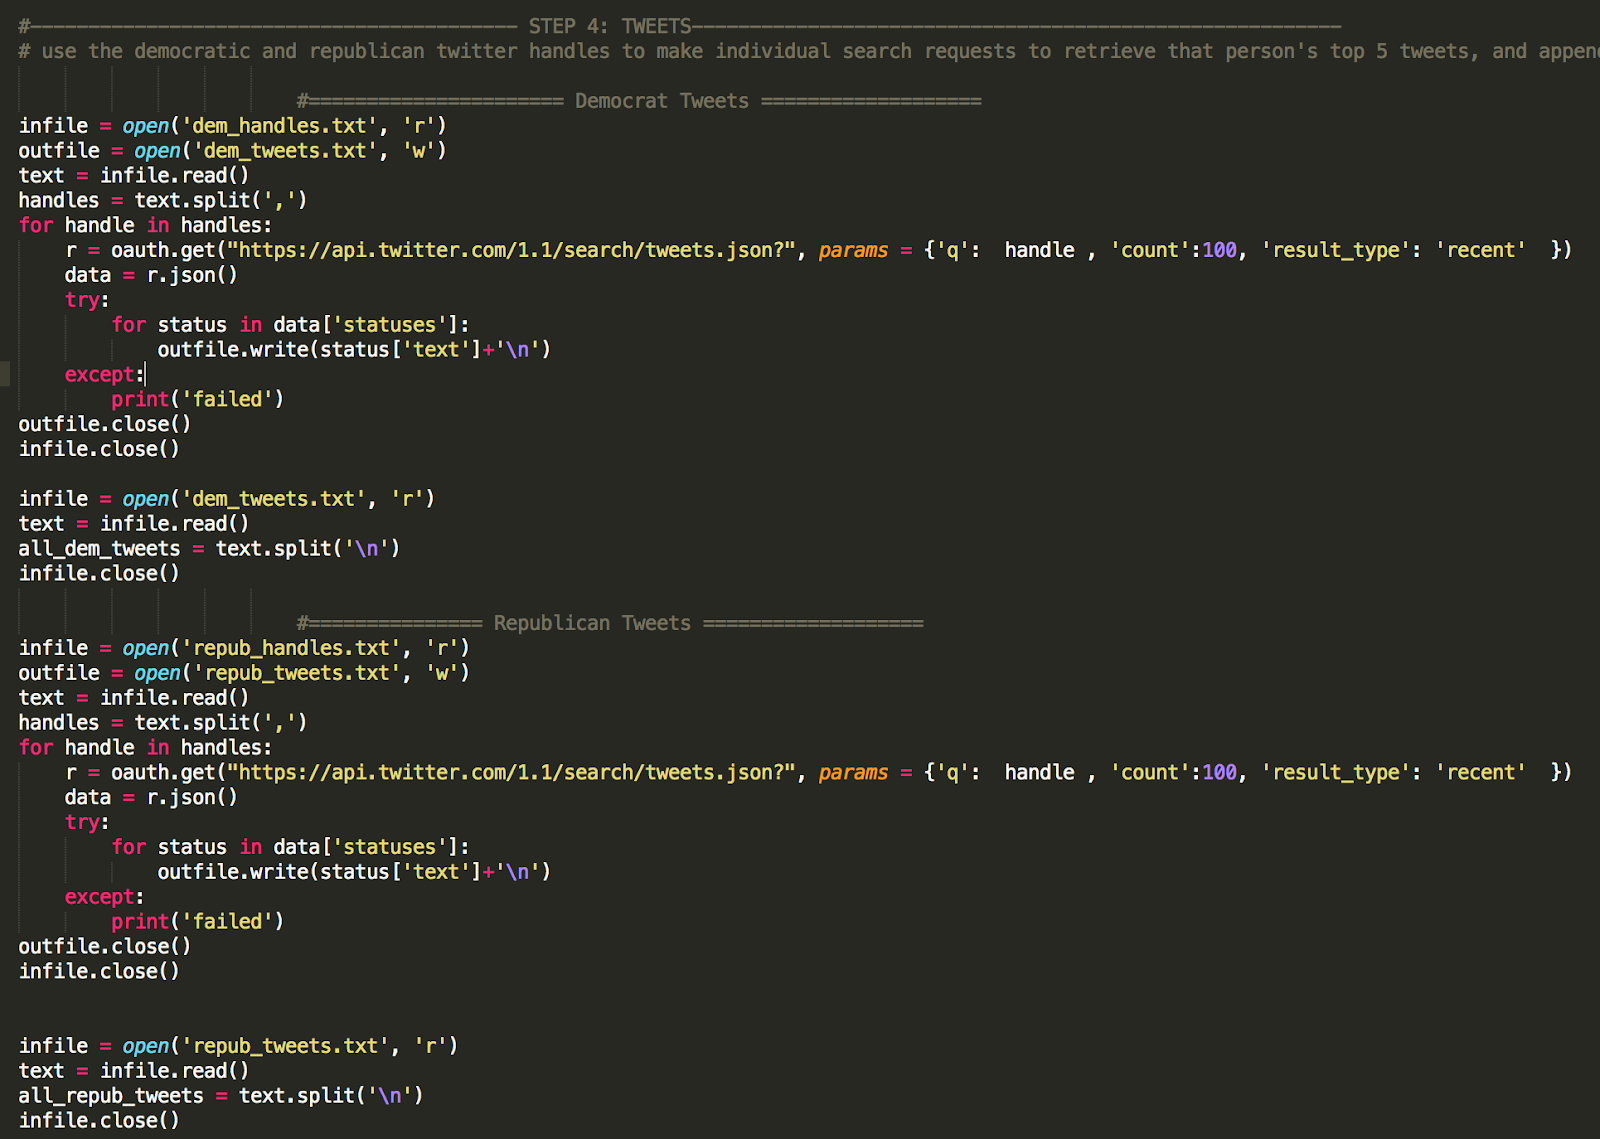 #—————————————————————————————————————————— STEP 4: TWEETS————————————————————————————————————————————————————————
# use the democratic and republican twitter handles to make individual search requests to retrieve that person's top 5 tweets, and appen
#====================== Democrat Tweets ===================
infile = open('dem_handles.txt', 'r')
outfile = open('dem_tweets.txt', 'w')
text = infile.read()
handles = text.split(',')
for handle in handles:
    r = oauth.get("https://api.twitter.com/1.1/search/tweets.json?", params = {'q':  handle , 'count':100, 'result_type': 'recent'  })
    data = r.json()
    try:
        for status in data['statuses']:
            outfile.write(status['text']+'\n')
    except:
        print('failed')
outfile.close()
infile.close()
infile = open('dem_tweets.txt', 'r')
text = infile.read()
all_dem_tweets = text.split('\n')
infile.close()
#=============== Republican Tweets ===================
infile = open('repub_handles.txt', 'r')
outfile = open('repub_tweets.txt', 'w')
text = infile.read()
handles = text.split(',')
for handle in handles:
    r = oauth.get("https://api.twitter.com/1.1/search/tweets.json?", params = {'q':  handle , 'count':100, 'result_type': 'recent'  })
    data = r.json()
    try:
        for status in data['statuses']:
            outfile.write(status['text']+'\n')
    except:
        print('failed')
outfile.close()
infile.close()
infile = open('repub_tweets.txt', 'r')
text = infile.read()
all_repub_tweets = text.split('\n')
infile.close()